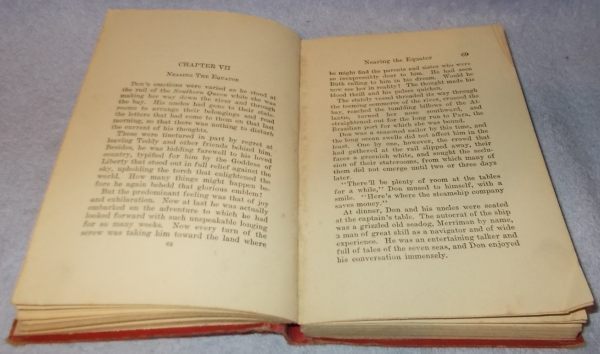 CHAPTER VII
NEARING THE EQUATOR
DON'S emotions were varied as he stood at
the rail of the Southern Queen while she was
making her way down the river and through
the bay. His uncles had gone to their state-
rooms to arrange their belongings and read
the letters that had come to them on that last
morning, so that there was nothing to disturb
the current of his thoughts.
These were tinctured in part by regret at
leaving Teddy and other friends behind him.
Besides, he was bidding farewell to his loved
country, typified for him by the Goddess of
Liberty that stood out in full relief against the
sky, upholding the torch that enlightened the
world. How many things might happen be-
fore he again beheld that glorious emblem!
But the predominant feeling was that of joy
and exhilaration. Now at last he was actually
embarked on the adventure to which he had
looked forward with such unspeakable longing
for so many weeks. Now every turn of the
screw was taking him toward the land where
Nearing the Equator 69
he might find the parents and sister who were
so inexpressibly dear to him. He had seen
Ruth calling to him in his dream. Would he
now see her in reality? The thought made his
blood thrill and his pulses quicken.
The stately vessel threaded its way through
the teeming commerce of the river, crossed the
bay, reached the tumbling billows of the At-
lantic, turned her nose southward, and
straightened out for the long run to Para, the
Brazilian port for which she was bound.
Don was a seasoned sailor by this time, and
the long ocean swells did not affect him in the
least. One by one, however, the crowd that
had gathered at the rail slipped away, their
faces a greenish white, and sought the seclu-
sion of their staterooms, from which many of
them did not emerge until two or three days
later.
"There'll be plenty of room at the tables
for a while," Don mused to himself, with a
smile. "Here's where the steamship company
saves money."
At dinner, Don and his uncles were seated
at the captain's table. The autocrat of the ship
was a grizzled old seadog, Merriman by name,
a man of great skill as a navigator and of wide
experience. He was an entertaining talker and
full of tales of the seven seas, and Don enjoyed
his conversation immensely.